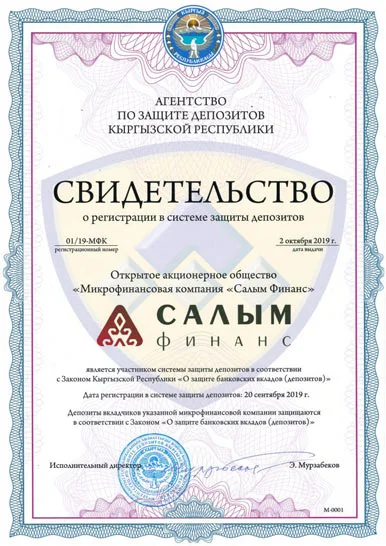 КЫРГЫЗ
РЕСПУБЛИКАСЫ
АГЕНТСТВО
ПО ЗАЩИТЕ ДЕПОЗИТОВ
КЫРГЫЗСКОЙ РЕСПУБЛИКИ
СВИДЕТЕЛЬСТВО
о регистрации в системе защиты депозитов
01/19-МФК 2 октября 2019 г.
регистрационный номер дата выдачи
Открытое акционерное общество
«Микрофинансовая компания «Салым Финанс»
САЛЫМ
ФИНАНС
является участником системы защиты депозитов в соответствии
с Законом Кыргызской Республики «О защите банковских вкладов (депозитов)»
Дата регистрации в системе защиты депозитов: 20 сентября 2019 г.
Депозиты вкладчиков указанной микрофинансовой компании защищаются
в соответствии с Законом «О защите банковских вкладов (депозитов)»
Исполнительный директор Э. Мурзабеков
М-0001